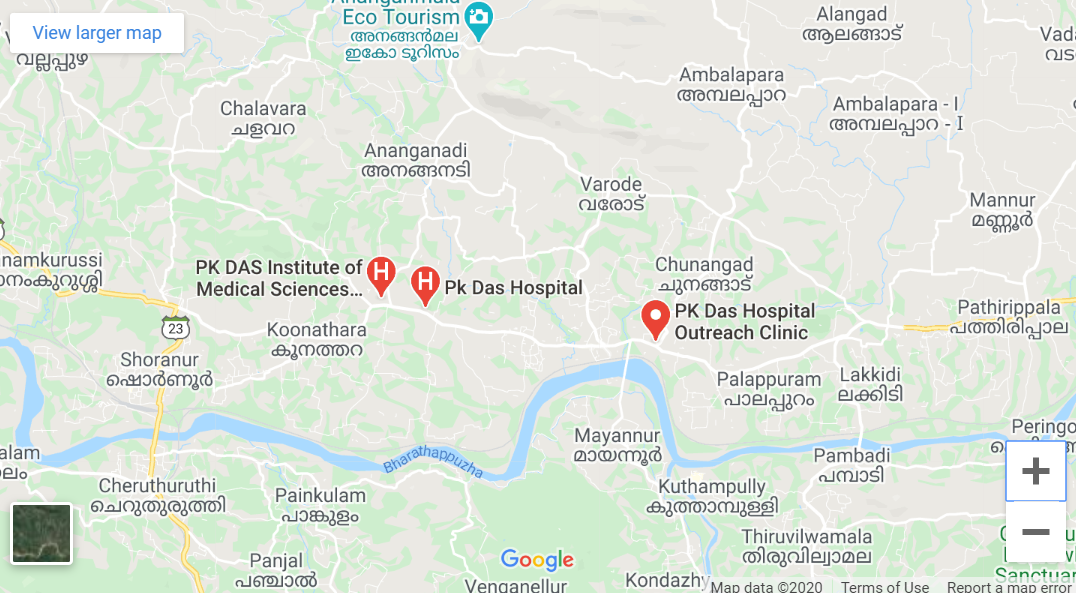 Eco Tourism
അനങ്ങൻമല
ഇകോ ടൂറിസം
View larger map
Alangad
ആലങ്ങാട്
Ambalapara
അമ്പലപ്പാറ
Ambalapara - I
അമ്പലപ്പാറ - I
Chalavara
ചളവറ
Ananganadi
അനങ്ങനടി
Varode
വരോട്
Mannur
മണ്ണൂർ
PK DAS Institute of
Medical Sciences...
H
H
Pk Das Hospital
Chunangad
ചുനങ്ങാട്
PK Das Hospital
Outreach Clinic
Pathirippala
പത്തിരിപ്പാല
23
Koonathara
കൂനത്തറ
Shoranur
ഷൊർണൂർ
Palappuram
പാലപ്പുറം
Lakkidi
ലക്കിടി
Mayannur
മായന്നൂർ
Bharathappuzha
Pambadi
പമ്പാടി
Cheruthuruthi
ചെറുതുരുത്തി
Painkulam
പാങ്കുളം
Kuthampully
കുത്താമ്പുള്ളി
Thiruvilwamala
തിരുവില്വാമല
Panjal
പഞ്ചാൽ
Google
Venganellur
Map data ©2020
Terms of Use
Report a map error